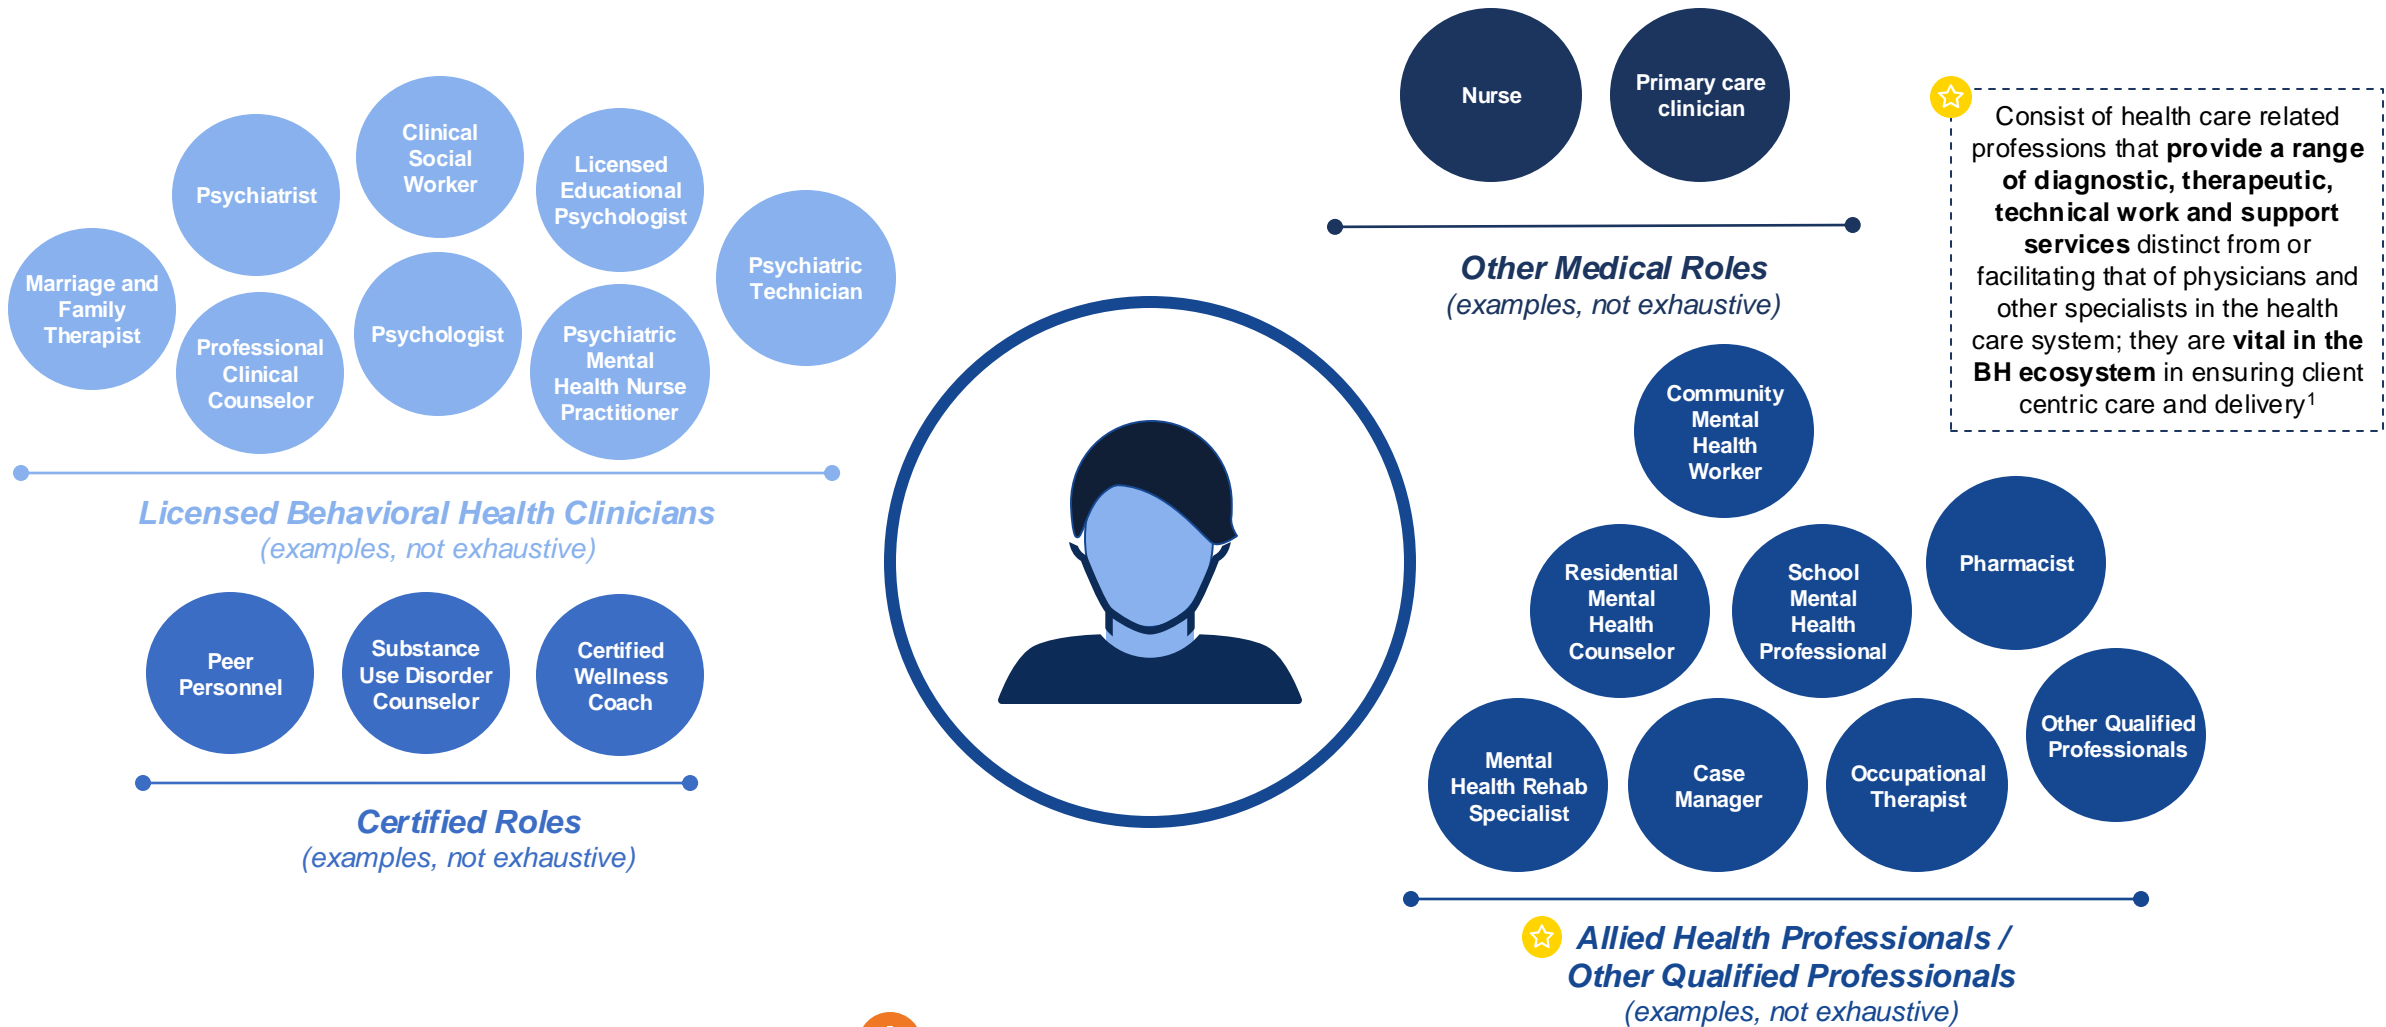 Psychiatrist
Clinical
Social
Worker
Licensed
Educational
Psychologist
Psychiatric
Technician
Marriage and
Family
Therapist
Professional
Clinical
Counselor
Psychologist
Psychiatric
Mental
Health Nurse
Practitioner
Licensed Behavioral Health Clinicians
(examples, not exhaustive)
Peer
Personnel
Substance
Use Disorder
Counselor
Certified
Wellness
Coach
Certified Roles
(examples, not exhaustive)
Nurse
Primary care
clinician
Other Medical Roles
(examples, not exhaustive)
Consist of health care related
professions that provide a range
of diagnostic, therapeutic,
technical work and support
services distinct from or
facilitating that of physicians and
other specialists in the health
care system; they are vital in the
BH ecosystem in ensuring client
centric care and delivery¹
Community
Mental
Health
Worker
Residential
Mental
Health
Counselor
School
Mental
Health
Professional
Pharmacist
Mental
Health Rehab
Specialist
Case
Manager
Occupational
Therapist
Other Qualified
Professionals
Allied Health Professionals /
Other Qualified Professionals
(examples, not exhaustive)